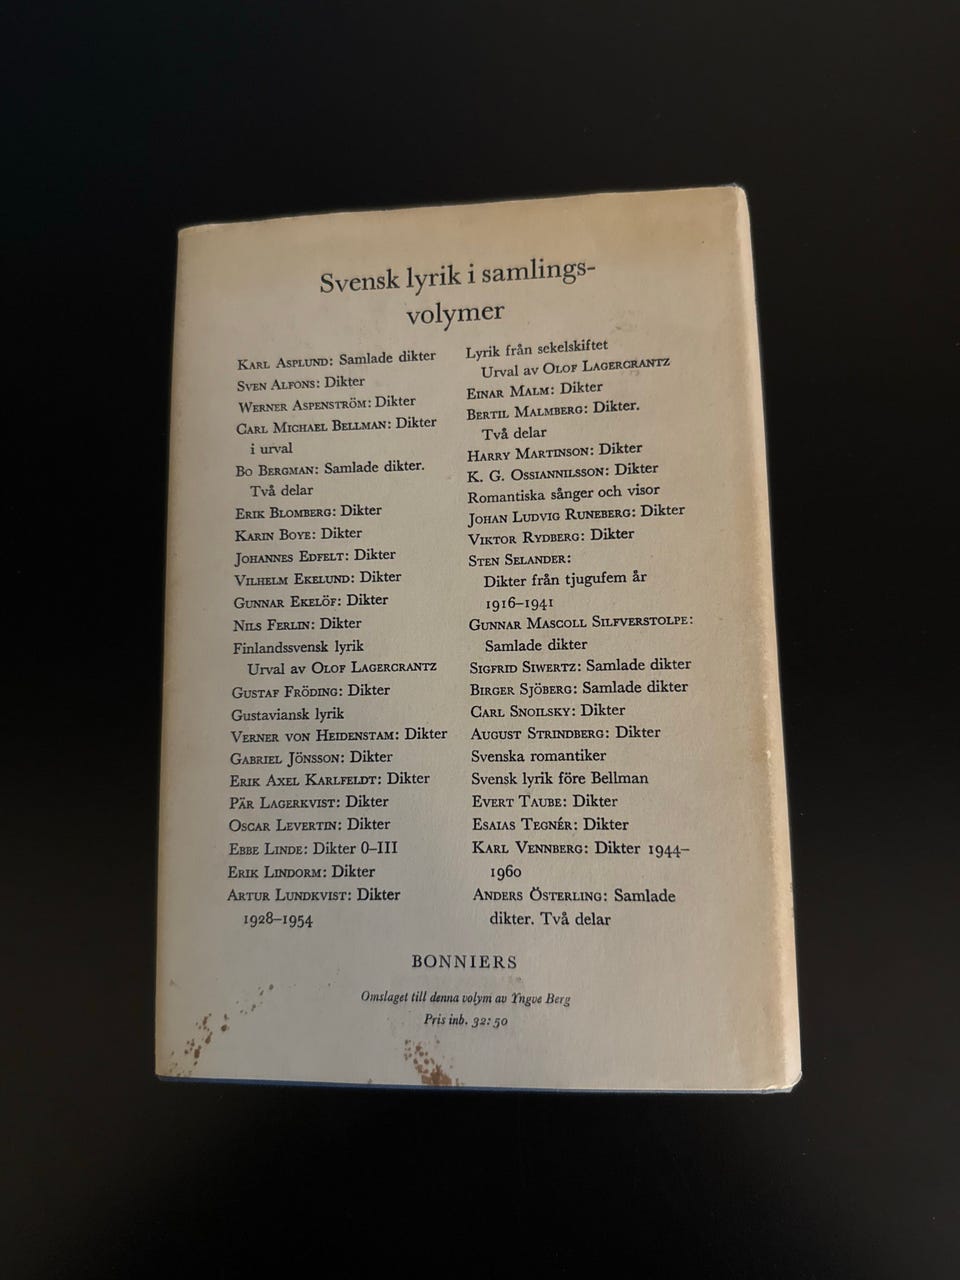 Svensk lyrik i samlings-
volymer
KARL ASPLUND: Samlade dikter
SVEN ALFONS: Dikter
WERNER ASPENSTRÖM: Dikter
CARL MICHAEL BELLMAN: Dikter
i urval
BO BERGMAN: Samlade dikter.
Två delar
ERIK BLOMBERG: Dikter
KARIN BOYE: Dikter
JOHANNES EDFELT: Dikter
VILHELM EKELUND: Dikter
GUNNAR EKELÖF: Dikter
NILS FERLIN: Dikter
Finlandssvensk lyrik
Urval av OLOF LAGERCRANTZ
GUSTAF FRÖDING: Dikter
Gustaviansk lyrik
VERNER VON HEIDENSTAM: Dikter
GABRIEL JÖNSSON: Dikter
ERIK AXEL KARLFELDT: Dikter
PÄR LAGERKVIST: Dikter
OSCAR LEVERTIN: Dikter
EBBE LINDE: Dikter 0–III
ERIK LINDORM: Dikter
ARTUR LUNDKVIST: Dikter
1928–1954
Lyrik från sekelskiftet
Urval av OLOF LAGERCRANTZ
EINAR MALM: Dikter
BERTIL MALMBERG: Dikter.
Två delar
HARRY MARTINSON: Dikter
K. G. OSSIANNILSSON: Dikter
Romantiska sånger och visor
JOHAN LUDVIG RUNEBERG: Dikter
VIKTOR RYDBERG: Dikter
STEN SELANDER:
Dikter från tjugufem år
1916–1941
GUNNAR MASCOLL SILFVERSTOLPE:
Samlade dikter
SIGFRID SIWERTZ: Samlade dikter
BIRGER SJÖBERG: Samlade dikter
CARL SNOILSKY: Dikter
AUGUST STRINDBERG: Dikter
Svenska romantiker
Svensk lyrik före Bellman
EVERT TAUBE: Dikter
ESAIAS TEGNÉR: Dikter
KARL VENNBERG: Dikter 1944–
1960
ANDERS ÖSTERLING: Samlade
dikter. Två delar
BONNIERS
Omslaget till denna volym av Yngve Berg
Pris inb. 32:50